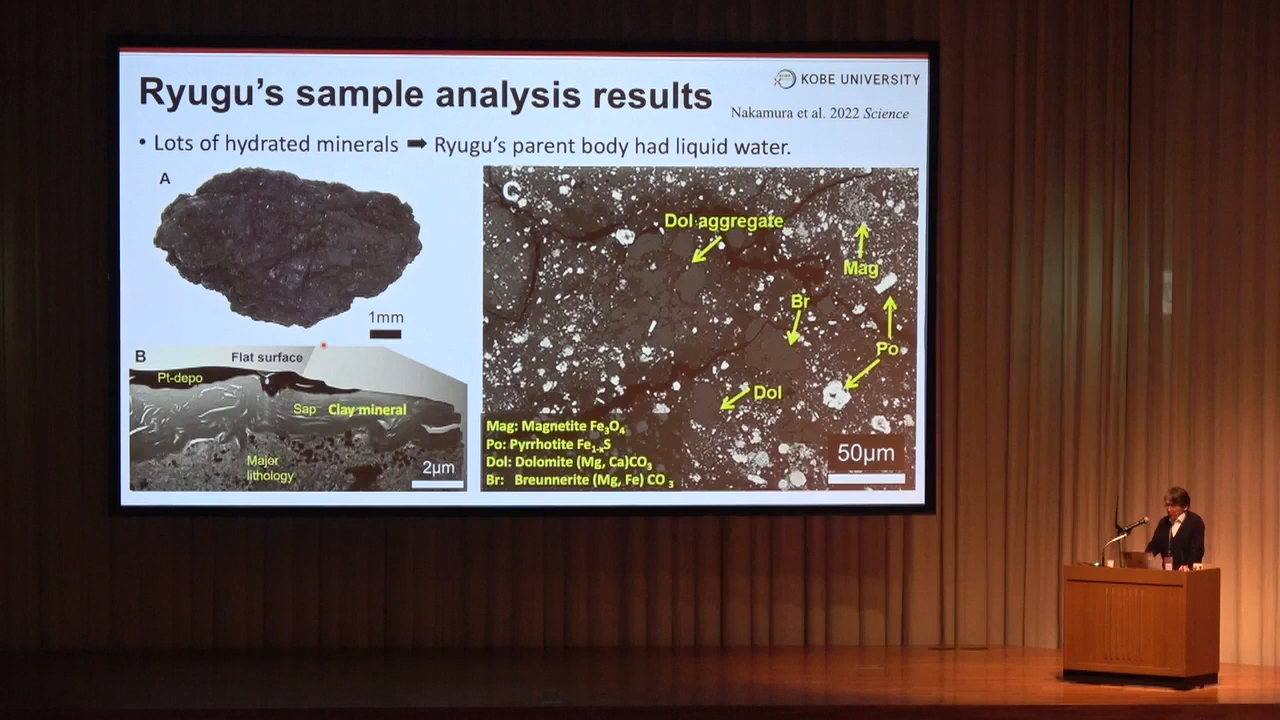 Ryugu's sample analysis results
KOBE UNIVERSITY
Nakamura et al. 2022 Science
• Lots of hydrated minerals ➡ Ryugu's parent body had liquid water.
A
1mm
B
Flat surface
Pt-depo
Sap Clay mineral
Major
lithology
2μm
C
Dol aggregate
Mag
Br
Po
Dol
Mag: Magnetite Fe3O4
Po: Pyrrhotite Fe1-xS
Dol: Dolomite (Mg, Ca)CO3
Br: Breunnerite (Mg, Fe) CO3
50μm